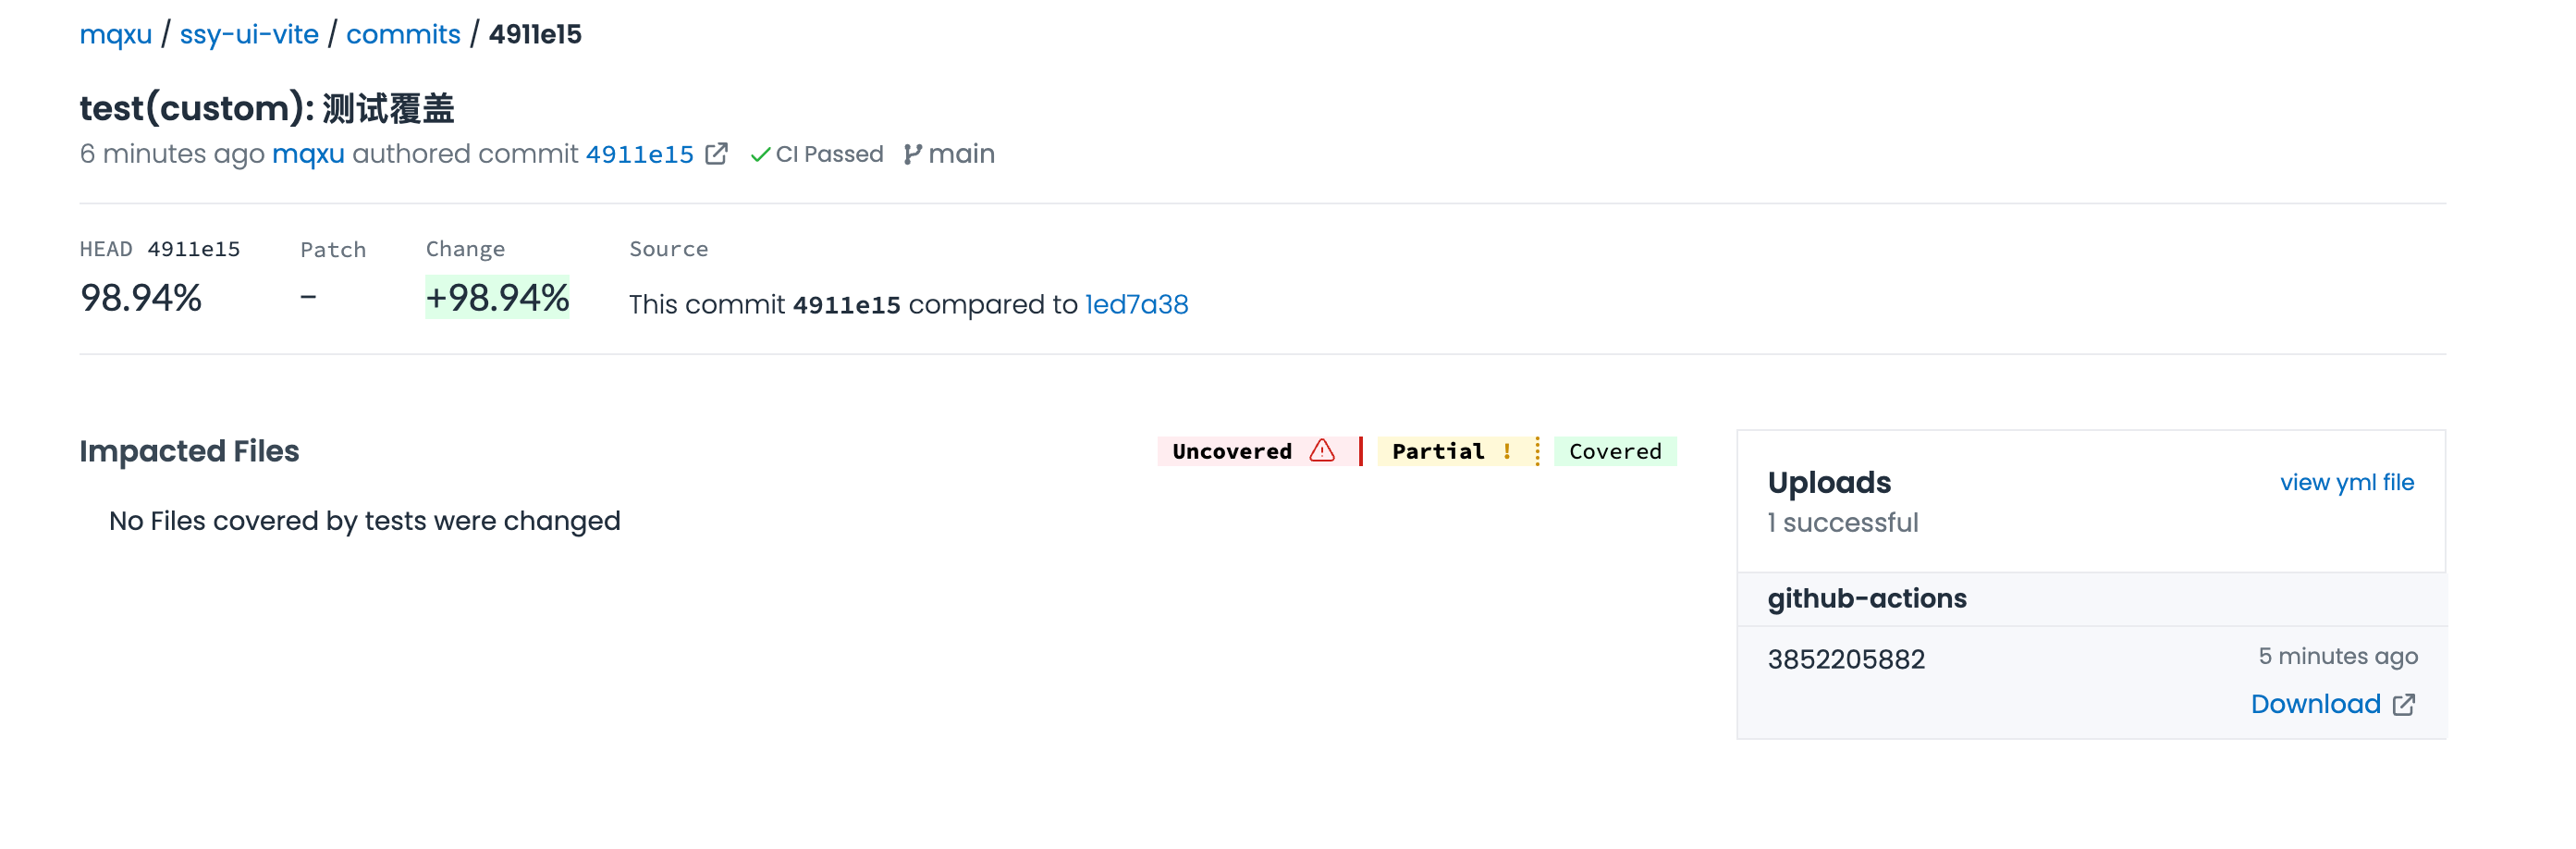 mqxu / ssy-ui-vite / commits / 4911e15
test(custom): 测试覆盖
6 minutes ago mqxu authored commit 4911e15 CI Passed main
HEAD 4911e15 Patch Change Source
98.94% - +98.94% This commit 4911e15 compared to 1ed7a38
Impacted Files Uncovered Partial ! Covered
No Files covered by tests were changed
Uploads view yml file
1 successful
github-actions
3852205882 5 minutes ago
Download